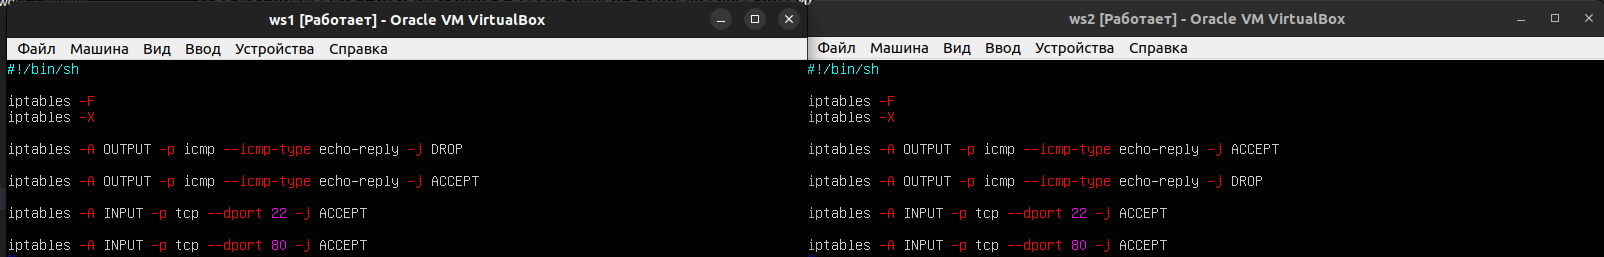 ws1 [Работает] - Oracle VM VirtualBox
Файл Машина Вид Ввод Устройства Справка
#!/bin/sh
iptables -F
iptables -X
iptables -A OUTPUT -p icmp --icmp-type echo-reply -j DROP
iptables -A OUTPUT -p icmp --icmp-type echo-reply -j ACCEPT
iptables -A INPUT -p tcp --dport 22 -j ACCEPT
iptables -A INPUT -p tcp --dport 80 -j ACCEPT
ws2 [Работает] - Oracle VM VirtualBox
Файл Машина Вид Ввод Устройства Справка
#!/bin/sh
iptables -F
iptables -X
iptables -A OUTPUT -p icmp --icmp-type echo-reply -j ACCEPT
iptables -A OUTPUT -p icmp --icmp-type echo-reply -j DROP
iptables -A INPUT -p tcp --dport 22 -j ACCEPT
iptables -A INPUT -p tcp --dport 80 -j ACCEPT